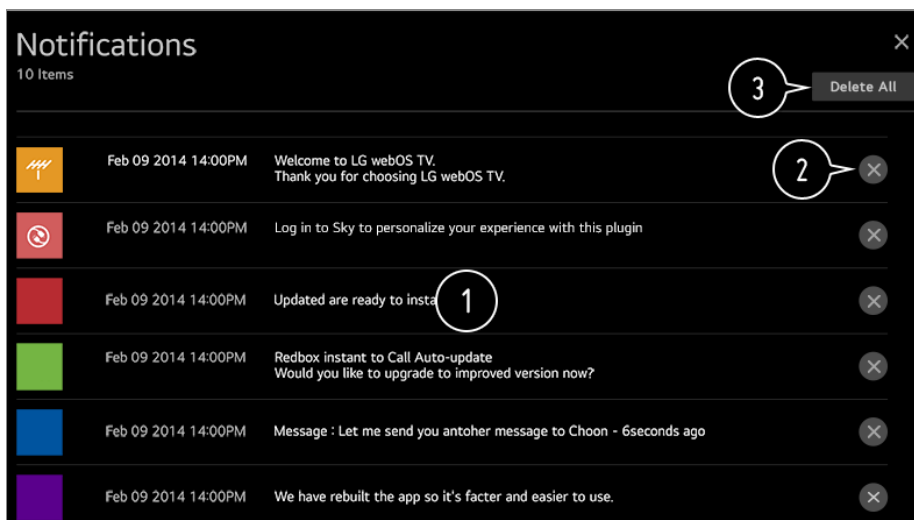 Notifications
10 Items
3
Delete All
Feb 09 2014 14:00PM
Welcome to LG webOS TV.
Thank you for choosing LG webOS TV.
2
Feb 09 2014 14:00PM
Log in to Sky to personalize your experience with this plugin
Feb 09 2014 14:00PM
Updated are ready to insta
1
Feb 09 2014 14:00PM
Redbox instant to Call Auto-update
Would you like to upgrade to improved version now?
Feb 09 2014 14:00PM
Message : Let me send you antoher message to Choon - 6seconds ago
Feb 09 2014 14:00PM
We have rebuilt the app so it's facter and easier to use.